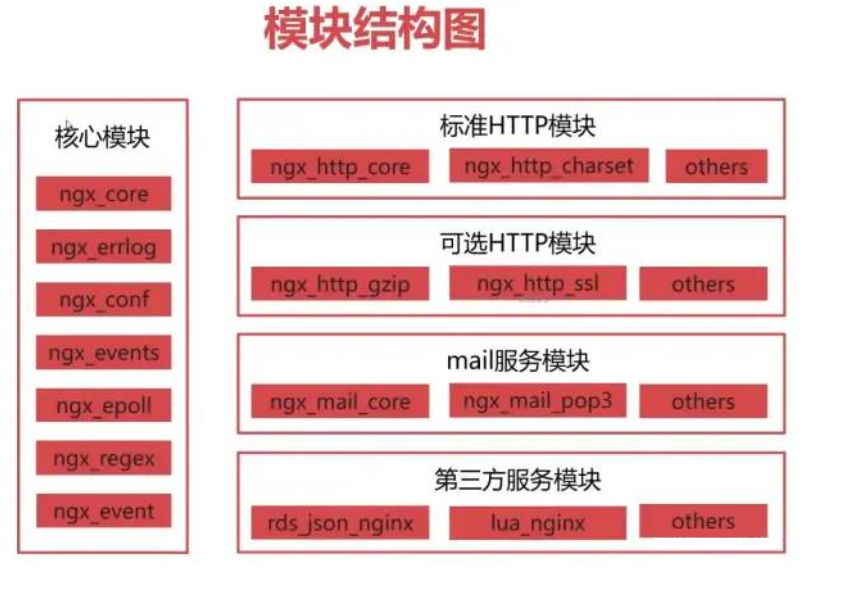 模块结构图
核心模块
ngx_core
ngx_errlog
ngx_conf
ngx_events
ngx_epoll
ngx_regex
ngx_event
标准HTTP模块
ngx_http_core
ngx_http_charset
others
可选HTTP模块
ngx_http_gzip
ngx_http_ssl
others
mail服务模块
ngx_mail_core
ngx_mail_pop3
others
第三方服务模块
rds_json_nginx
lua_nginx
others